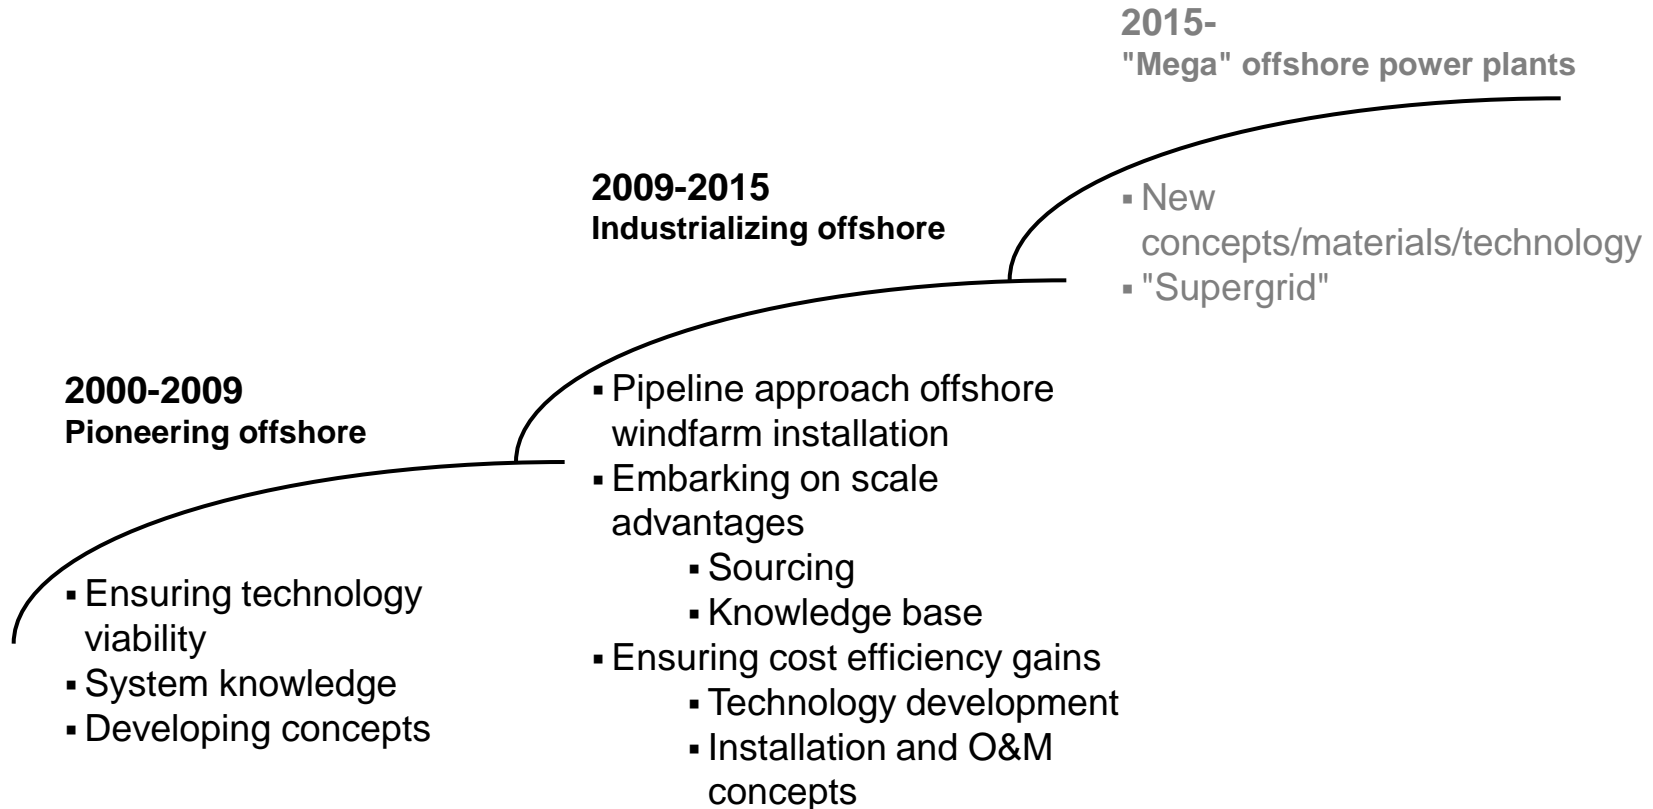 2000-2009
Pioneering offshore
▪ Ensuring technology
viability
▪ System knowledge
▪ Developing concepts
2009-2015
Industrializing offshore
▪ Pipeline approach offshore
windfarm installation
▪ Embarking on scale
advantages
▪ Sourcing
▪ Knowledge base
▪ Ensuring cost efficiency gains
▪ Technology development
▪ Installation and O&M
concepts
2015-
"Mega" offshore power plants
▪ New
concepts/materials/technology
▪ "Supergrid"